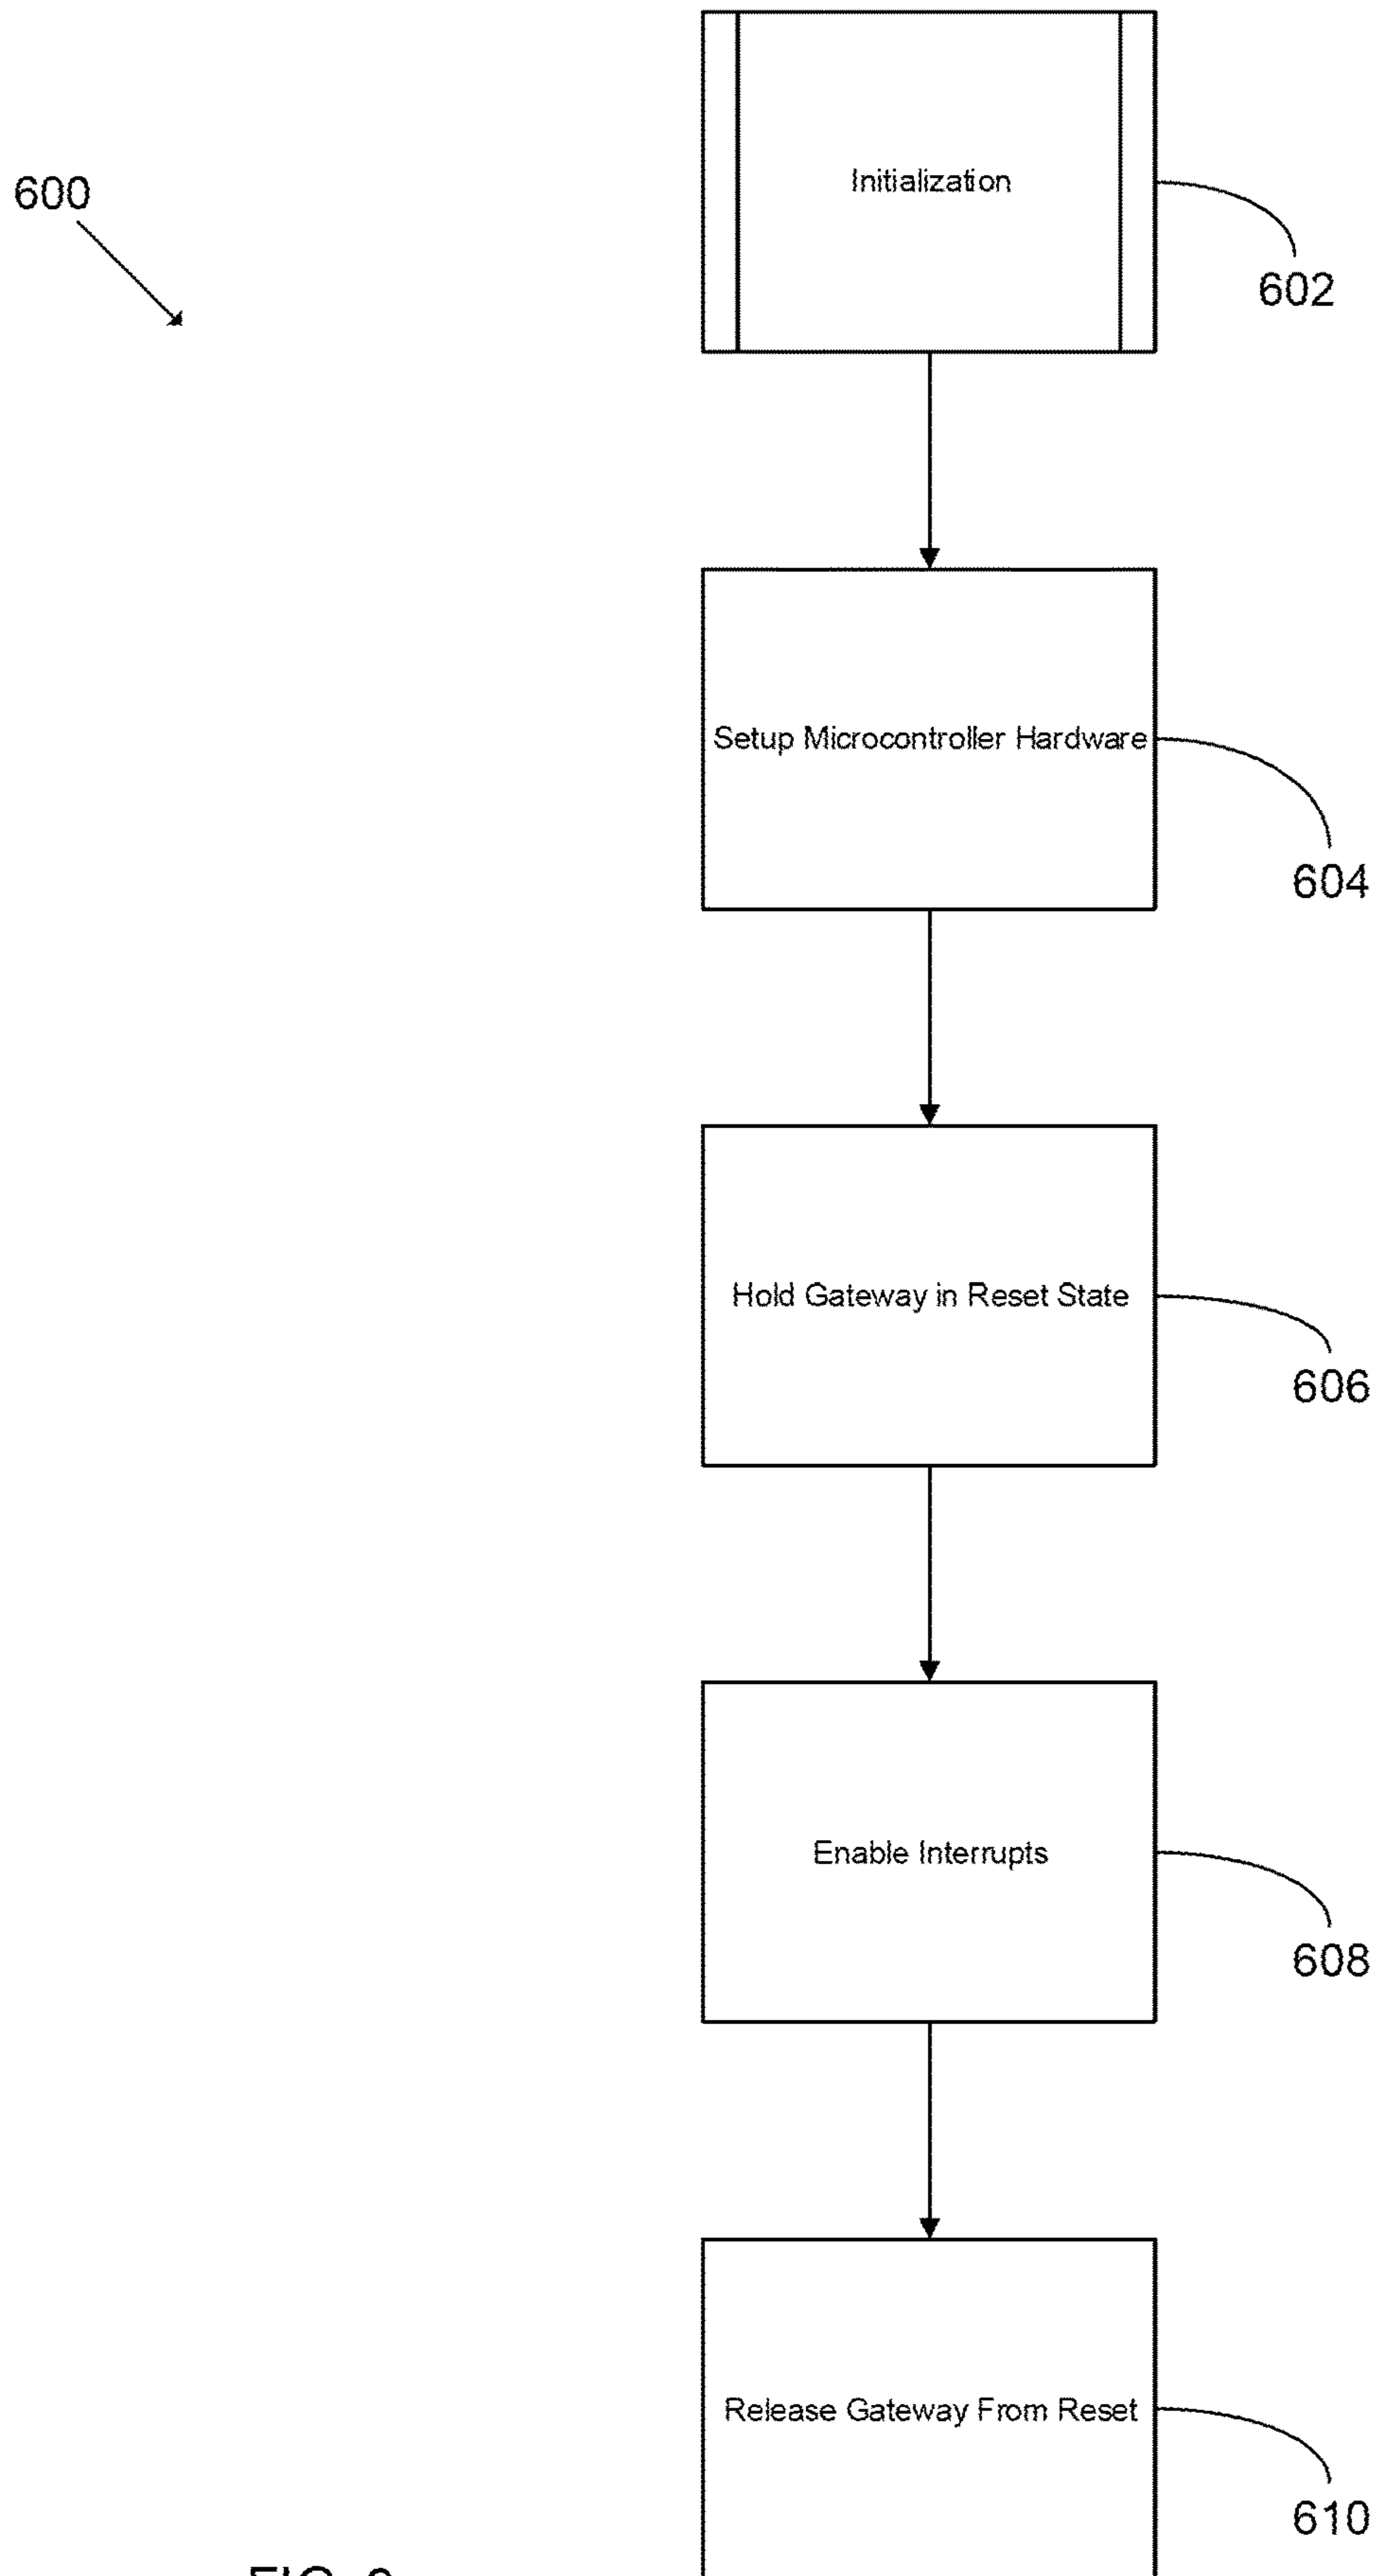 600
Initialization
602
Setup Microcontroller Hardware
604
Hold Gateway in Reset State
606
Enable Interrupts
608
Release Gateway From Reset
610